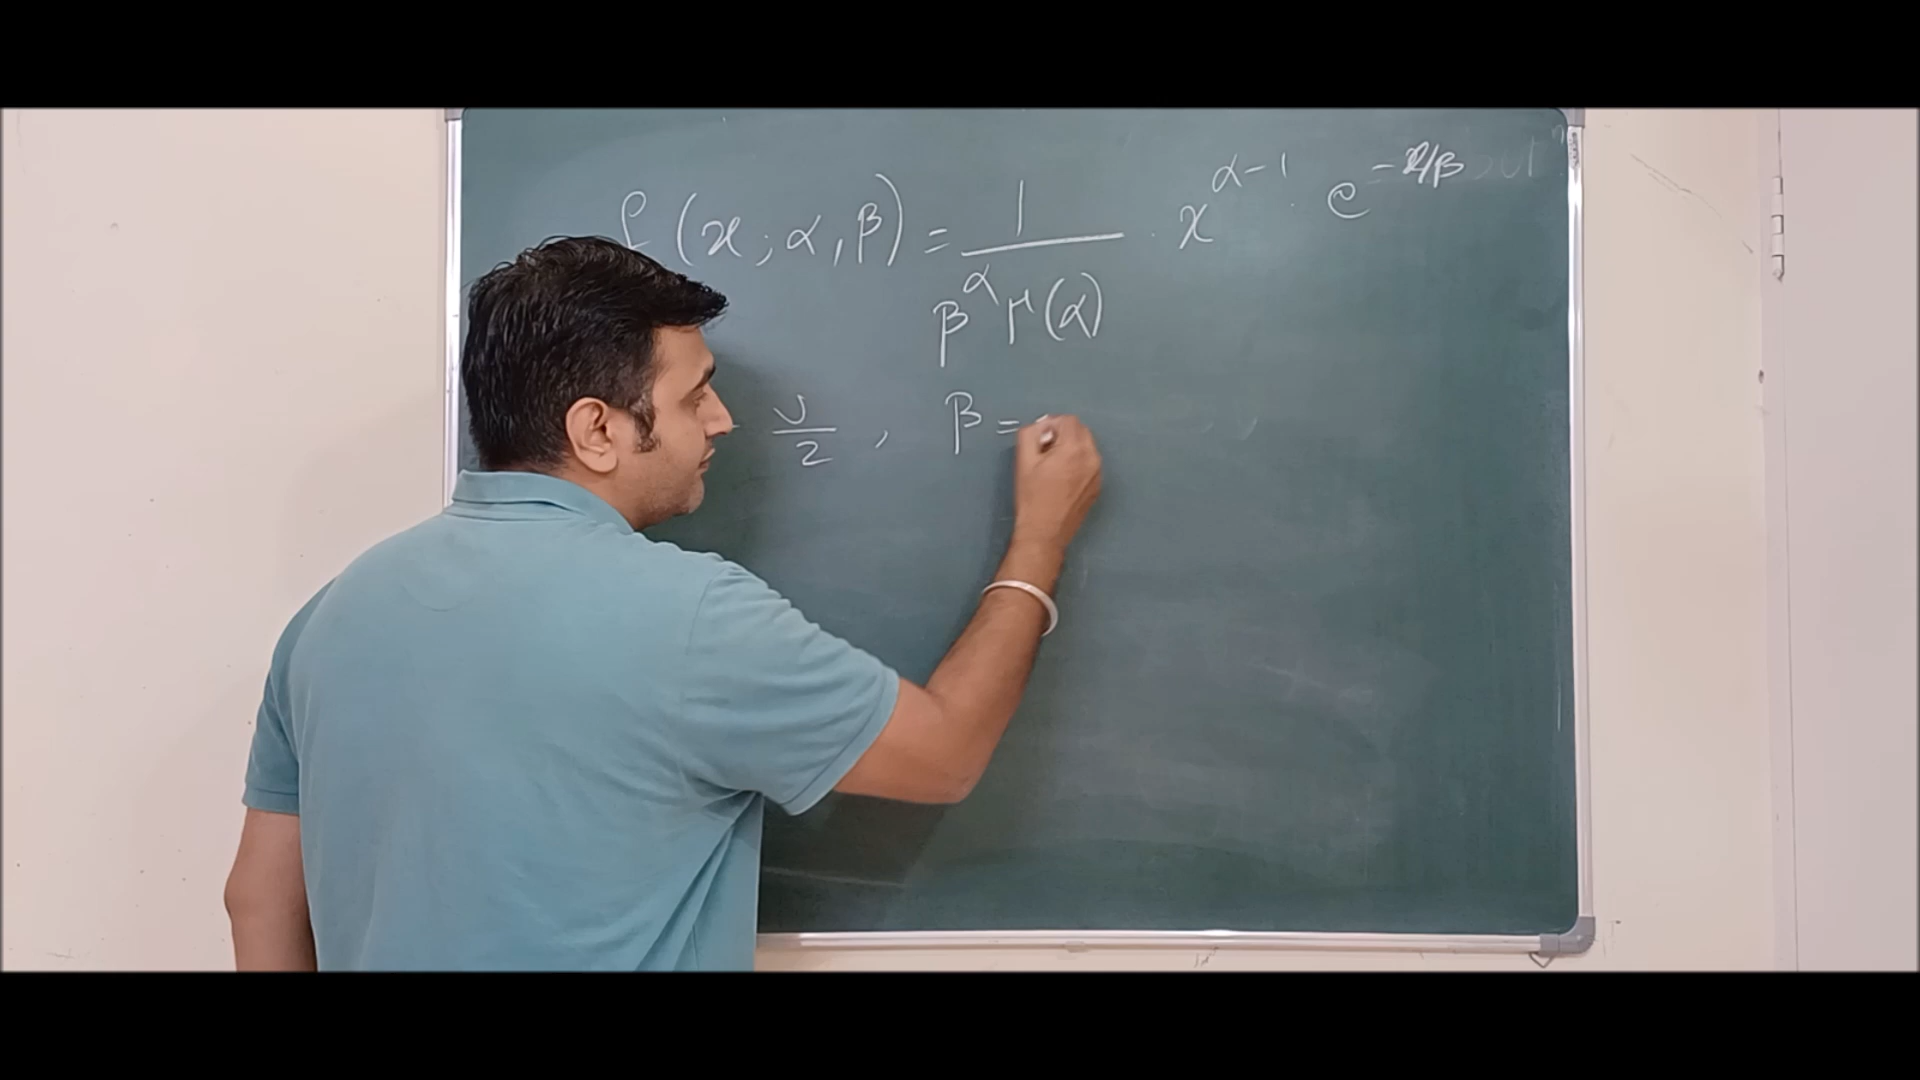 f(x; α, β) = 1/(β^α Γ(α)) · x^(α-1) · e^(-x/β)
ν/2 , β =